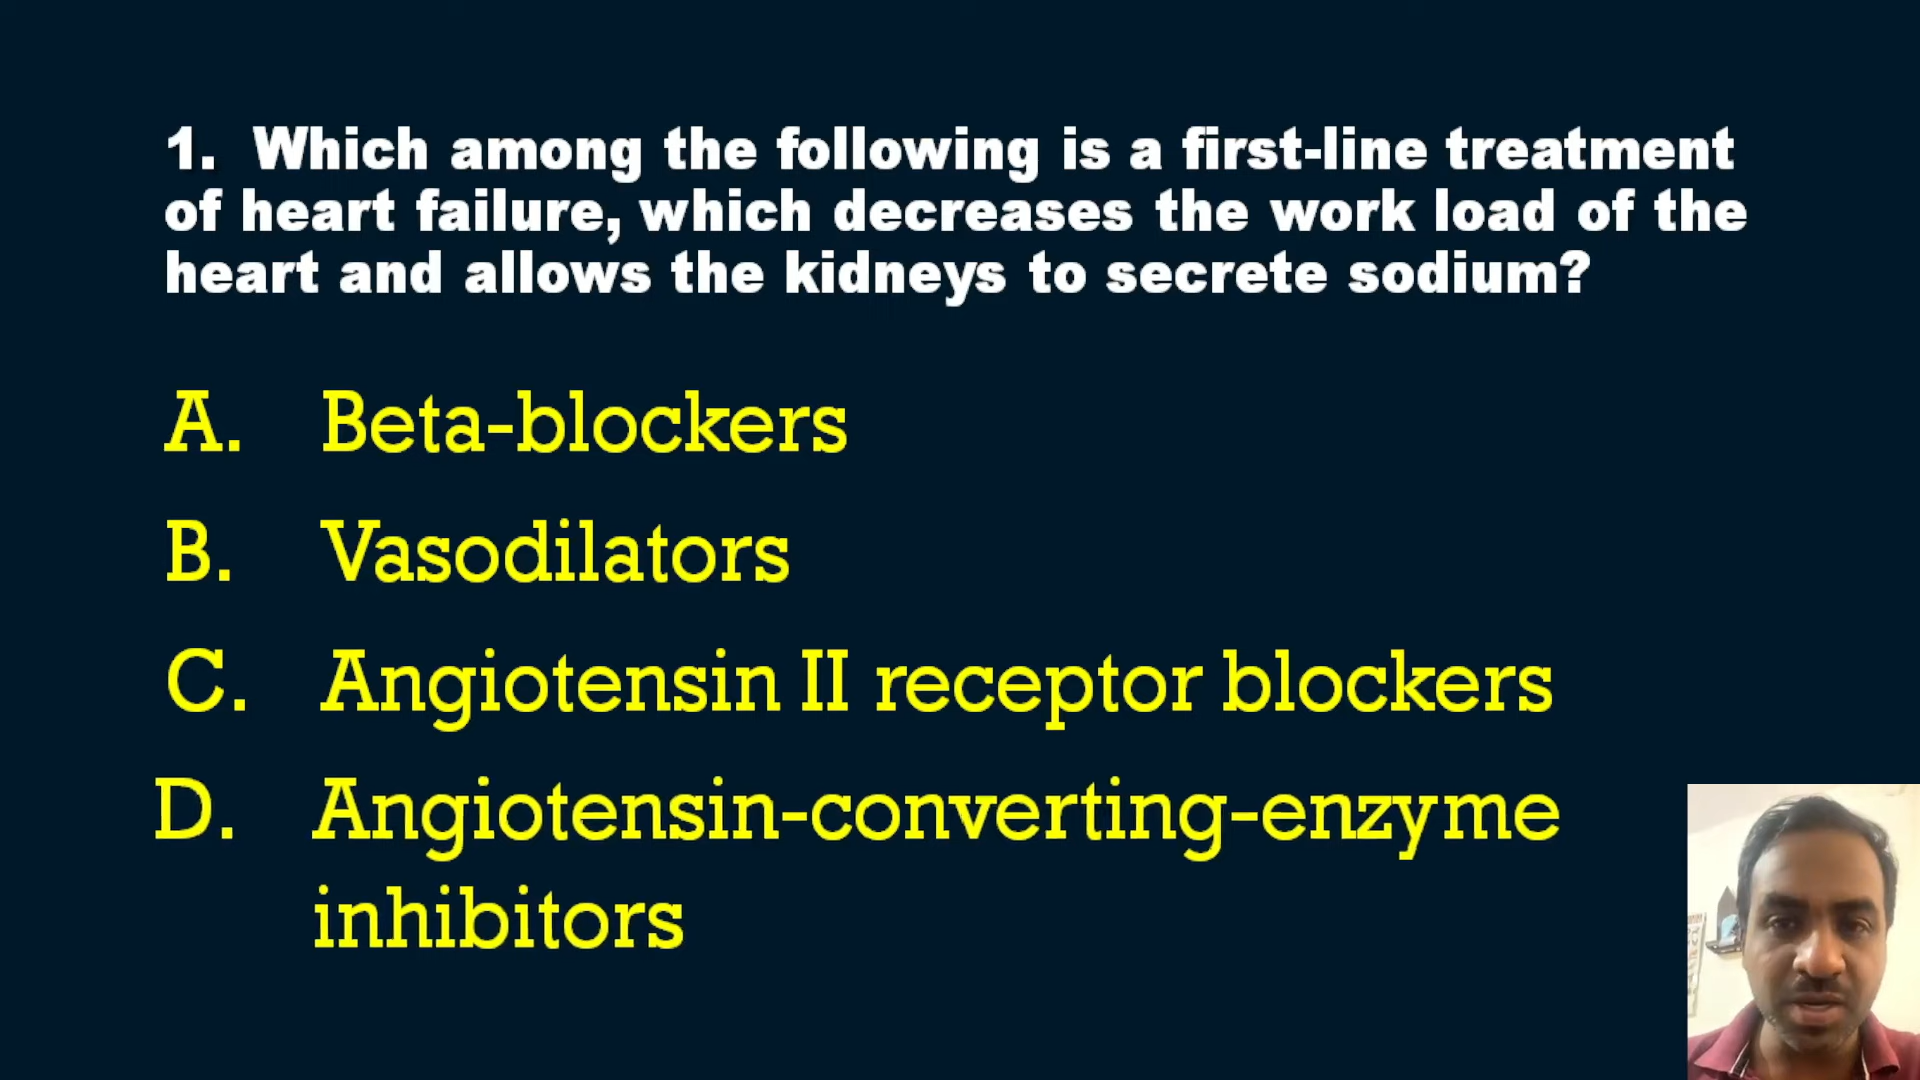 1. Which among the following is a first-line treatment
of heart failure, which decreases the work load of the
heart and allows the kidneys to secrete sodium?
A. Beta-blockers
B. Vasodilators
C. Angiotensin II receptor blockers
D. Angiotensin-converting-enzyme
inhibitors